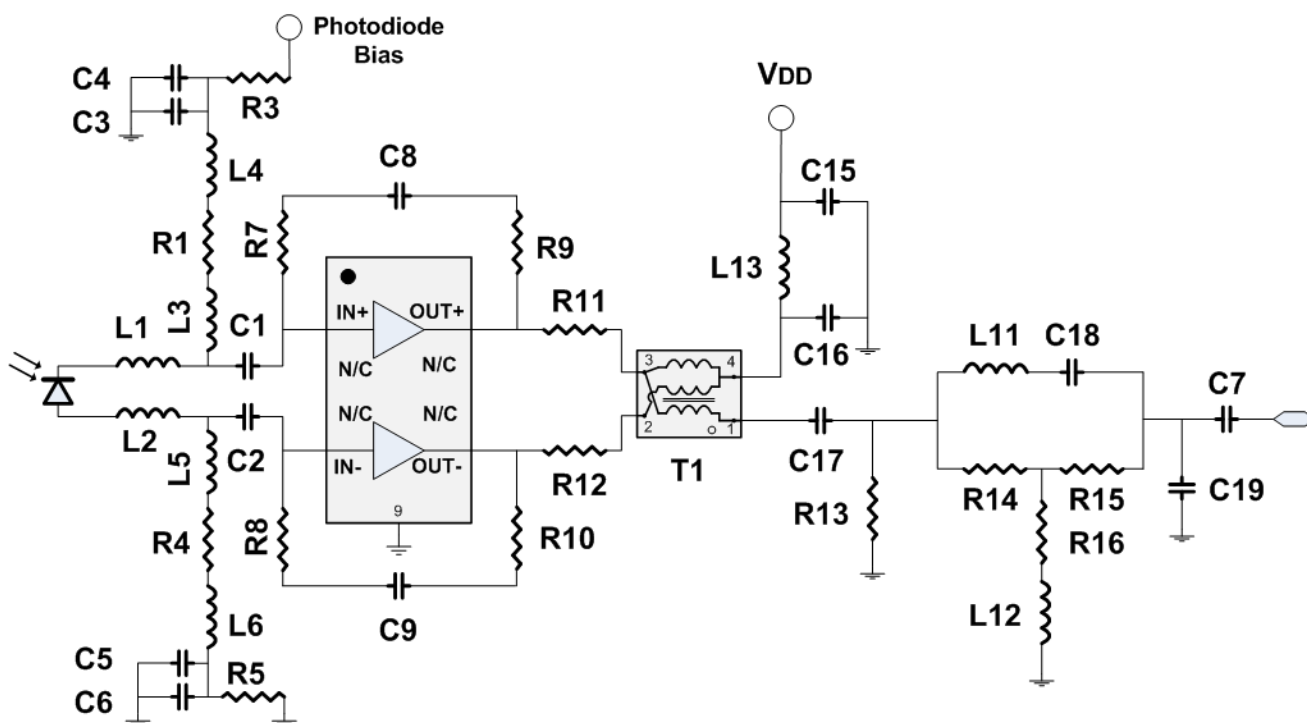 Photodiode
Bias
C4
R3
C3
VDD
L4
C8
C15
R1
R7
R9
L13
L3
L1
C1
IN+
OUT+
R11
C16
L11
C18
N/C
N/C
3
4
C7
N/C
N/C
2
1
L2
L5
C2
IN-
OUT-
R12
T1
C17
R14
R15
C19
R4
R8
9
R10
R13
R16
L6
C9
L12
C5
R5
C6